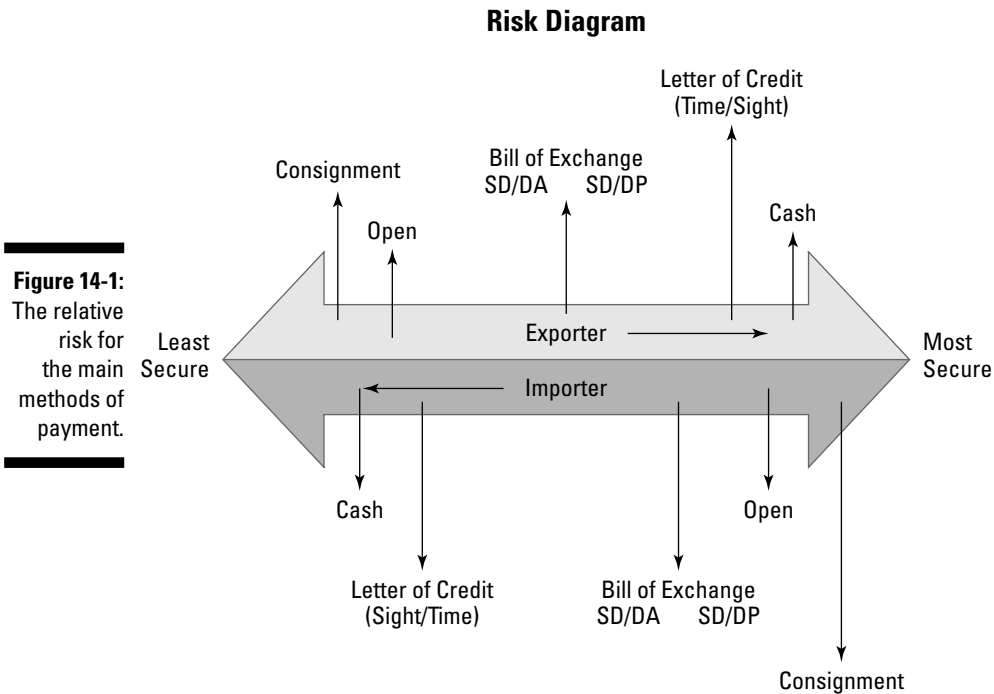 Risk Diagram
Letter of Credit
(Time/Sight)
Bill of Exchange
SD/DA SD/DP
Consignment
Cash
Open
Figure 14-1:
The relative
risk for
the main
methods of
payment.
Least
Secure
Exporter
Most
Secure
Importer
Cash
Open
Letter of Credit
(Sight/Time)
Bill of Exchange
SD/DA SD/DP
Consignment